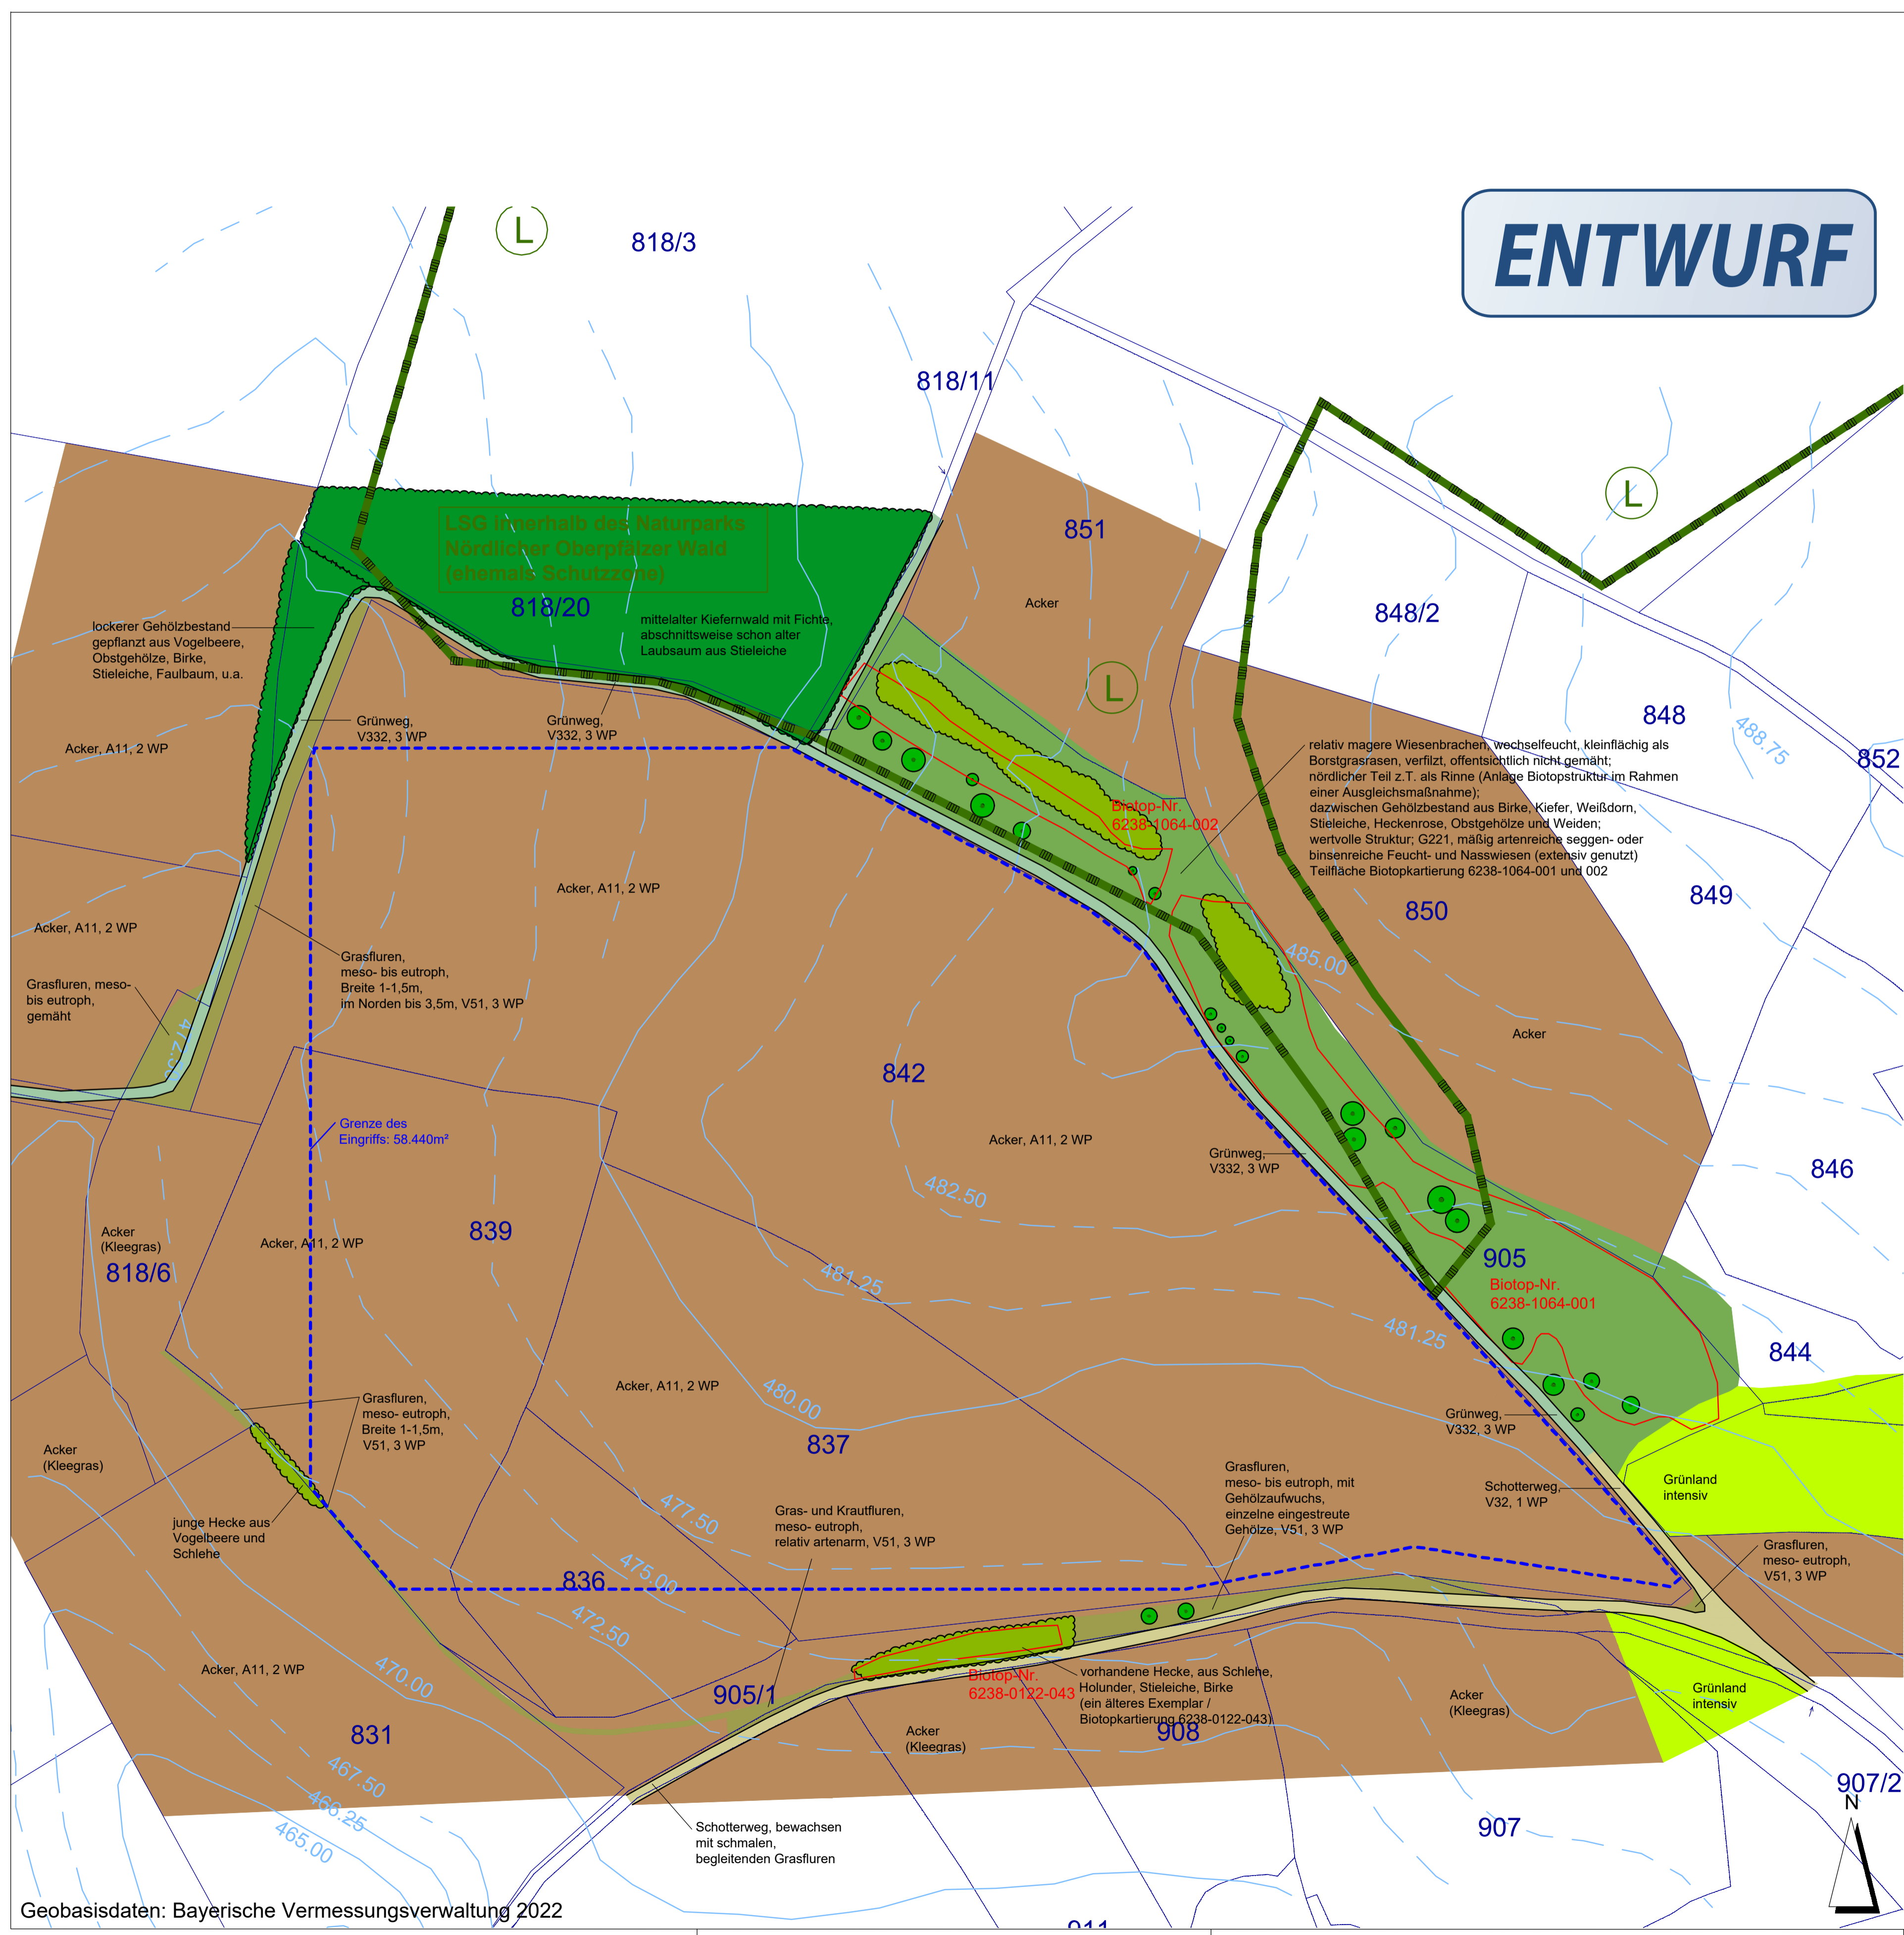 ENTWURF
L
818/3
818/11
L
851
LSG innerhalb des Naturparks
Nördlicher Oberpfälzer Wald
(ehemals Schutzzone)
818/20
mittelalter Kiefernwald mit Fichte,
abschnittsweise schon alter
Laubsaum aus Stieleiche
Acker
848/2
lockerer Gehölzbestand
gepflanzt aus Vogelbeere,
Obstgehölze, Birke,
Stieleiche, Faulbaum, u.a.
L
848
488.75
852
Grünweg,
V332, 3 WP
Grünweg,
V332, 3 WP
Acker, A11, 2 WP
relativ magere Wiesenbrachen, wechselfeucht, kleinflächig als
Borstgrasrasen, verfilzt, offentsichtlich nicht gemäht;
nördlicher Teil z.T. als Rinne (Anlage Biotopstruktur im Rahmen
einer Ausgleichsmaßnahme);
dazwischen Gehölzbestand aus Birke, Kiefer, Weißdorn,
Stieleiche, Heckenrose, Obstgehölze und Weiden;
wertvolle Struktur; G221, mäßig artenreiche seggen- oder
binsenreiche Feucht- und Nasswiesen (extensiv genutzt)
Teilfläche Biotopkartierung 6238-1064-001 und 002
Biotop-Nr.
6238-1064-002
Acker, A11, 2 WP
849
850
Acker, A11, 2 WP
485.00
Grasfluren,
meso- bis eutroph,
Breite 1-1,5m,
im Norden bis 3,5m, V51, 3 WP
Grasfluren, meso-
bis eutroph,
gemäht
Acker
842
Grenze des
Eingriffs: 58.440m²
Acker, A11, 2 WP
Grünweg,
V332, 3 WP
846
482.50
Acker
(Kleegras)
818/6
Acker, A11, 2 WP
839
905
481.25
Biotop-Nr.
6238-1064-001
481.25
844
Acker, A11, 2 WP
480.00
Grasfluren,
meso- eutroph,
Breite 1-1,5m,
V51, 3 WP
Grünweg,
V332, 3 WP
837
Acker
(Kleegras)
Grasfluren,
meso- bis eutroph, mit
Gehölzaufwuchs,
einzelne eingestreute
Gehölze, V51, 3 WP
Grünland
intensiv
Schotterweg,
V32, 1 WP
477.50
Gras- und Krautfluren,
meso- eutroph,
relativ artenarm, V51, 3 WP
junge Hecke aus
Vogelbeere und
Schlehe
Grasfluren,
meso- eutroph,
V51, 3 WP
836
475.00
472.50
Acker, A11, 2 WP
470.00
Biotop-Nr.
6238-0122-043
vorhandene Hecke, aus Schlehe,
Holunder, Stieleiche, Birke
(ein älteres Exemplar /
Biotopkartierung 6238-0122-043)
905/1
Grünland
intensiv
Acker
(Kleegras)
831
Acker
(Kleegras)
908
467.50
907/2
466.25
465.00
Schotterweg, bewachsen
mit schmalen,
begleitenden Grasfluren
907
N
Geobasisdaten: Bayerische Vermessungsverwaltung 2022
911